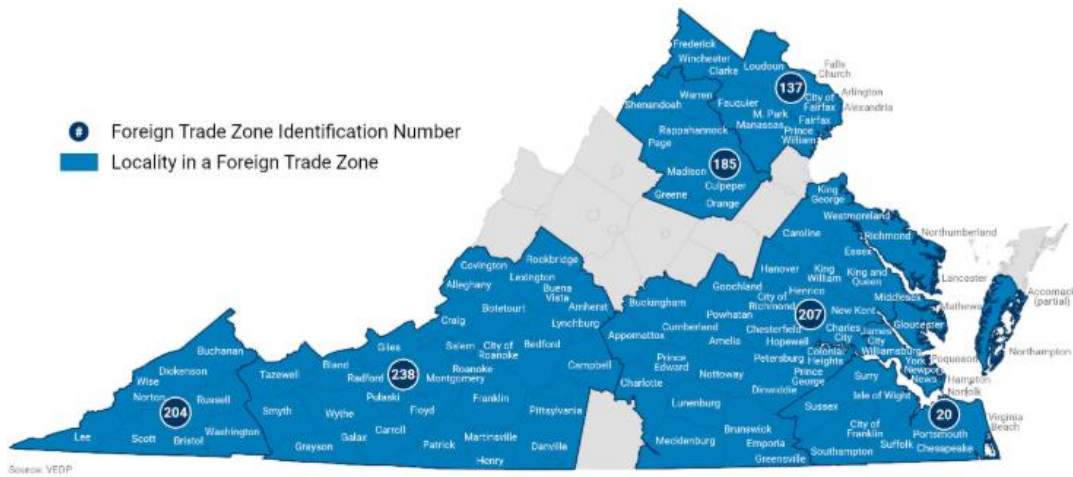 # Foreign Trade Zone Identification Number
Locality in a Foreign Trade Zone
Frederick
Winchester
Clarke
Loudoun
Falls
Church
137
Arlington
City of
Fairfax
Alexandria
Warren
Shenandoah
Fauquier
M. Park
Fairfax
Manassas
Prince
William
Rappahannock
Page
185
Madison
Culpeper
Greene
Orange
King
George
Westmoreland
Caroline
Richmond
Northumberland
Essex
Covington
Rockbridge
Hanover
King
William
King and
Queen
Lancaster
Alleghany
Lexington
Buena
Vista
Goochland
Henrico
Accomack
(partial)
Buckingham
City of
Richmond
Middlesex
Mathews
Botetourt
Amherst
Powhatan
207
New Kent
Craig
Lynchburg
Appomattox
Cumberland
Chesterfield
Charles
City
James
City
Gloucester
Giles
Salem
City of
Roanoke
Bedford
Amelia
Hopewell
Williamsburg
Buchanan
Colonial
Heights
York
Poquoson
Northampton
Bland
Roanoke
Campbell
Prince
Edward
Petersburg
Newport
News
Dickenson
Tazewell
Radford
238
Montgomery
Nottoway
Prince
George
Surry
Hampton
Wise
Pulaski
Charlotte
Dinwiddie
Norfolk
Norton
Russell
Franklin
Isle of Wight
204
Smyth
Wythe
Floyd
Pittsylvania
Lunenburg
Sussex
20
Virginia
Beach
Lee
Scott
Bristol
Washington
Galax
Carroll
Martinsville
Brunswick
City of
Franklin
Portsmouth
Grayson
Patrick
Henry
Danville
Mecklenburg
Emporia
Greensville
Southampton
Suffolk
Chesapeake
Source: VEDP